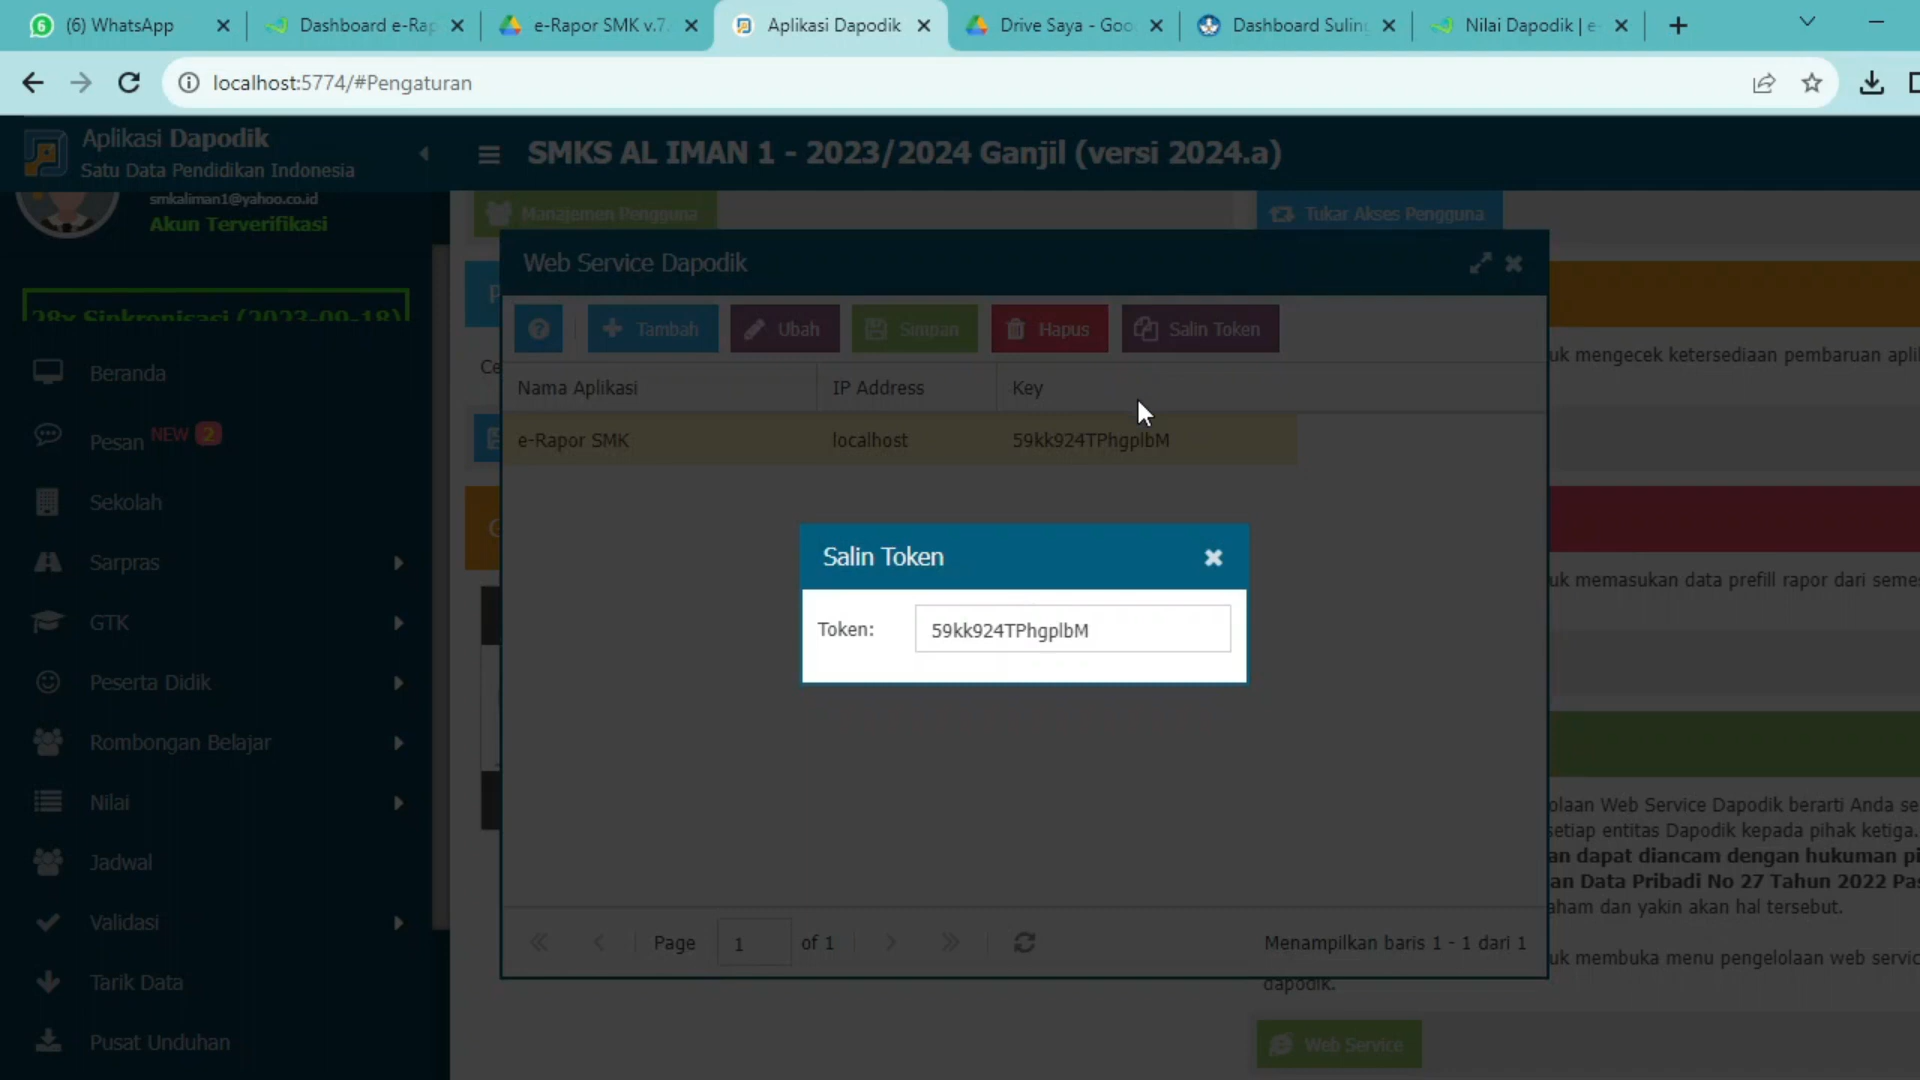 (6) WhatsApp
Dashboard e-Rap
e-Rapor SMK v.7.
Aplikasi Dapodik
Drive Saya - Goo
Dashboard Suling
Nilai Dapodik | e-
localhost:5774/#Pengaturan
Aplikasi Dapodik
Satu Data Pendidikan Indonesia
SMKS AL IMAN 1 - 2023/2024 Ganjil (versi 2024.a)
smkaliman1@yahoo.co.id
Akun Terverifikasi
28x Sinkronisasi (2023-09-18)
Beranda
Pesan NEW 2
Sekolah
Sarpras
GTK
Peserta Didik
Rombongan Belajar
Nilai
Jadwal
Validasi
Tarik Data
Pusat Unduhan
Manajemen Pengguna
Tukar Akses Pengguna
Web Service Dapodik
Tambah
Ubah
Simpan
Hapus
Salin Token
Nama Aplikasi
IP Address
Key
e-Rapor SMK
localhost
59kk924TPhgplbM
Salin Token
Token:
59kk924TPhgplbM
Page 1 of 1
Menampilkan baris 1 - 1 dari 1
uk mengecek ketersediaan pembaruan apli
uk memasukan data prefill rapor dari seme
olaan Web Service Dapodik berarti Anda se
setiap entitas Dapodik kepada pihak ketiga.
an dapat diancam dengan hukuman pi
an Data Pribadi No 27 Tahun 2022 Pas
aham dan yakin akan hal tersebut.
uk membuka menu pengelolaan web servic
dapodik.
Web Service